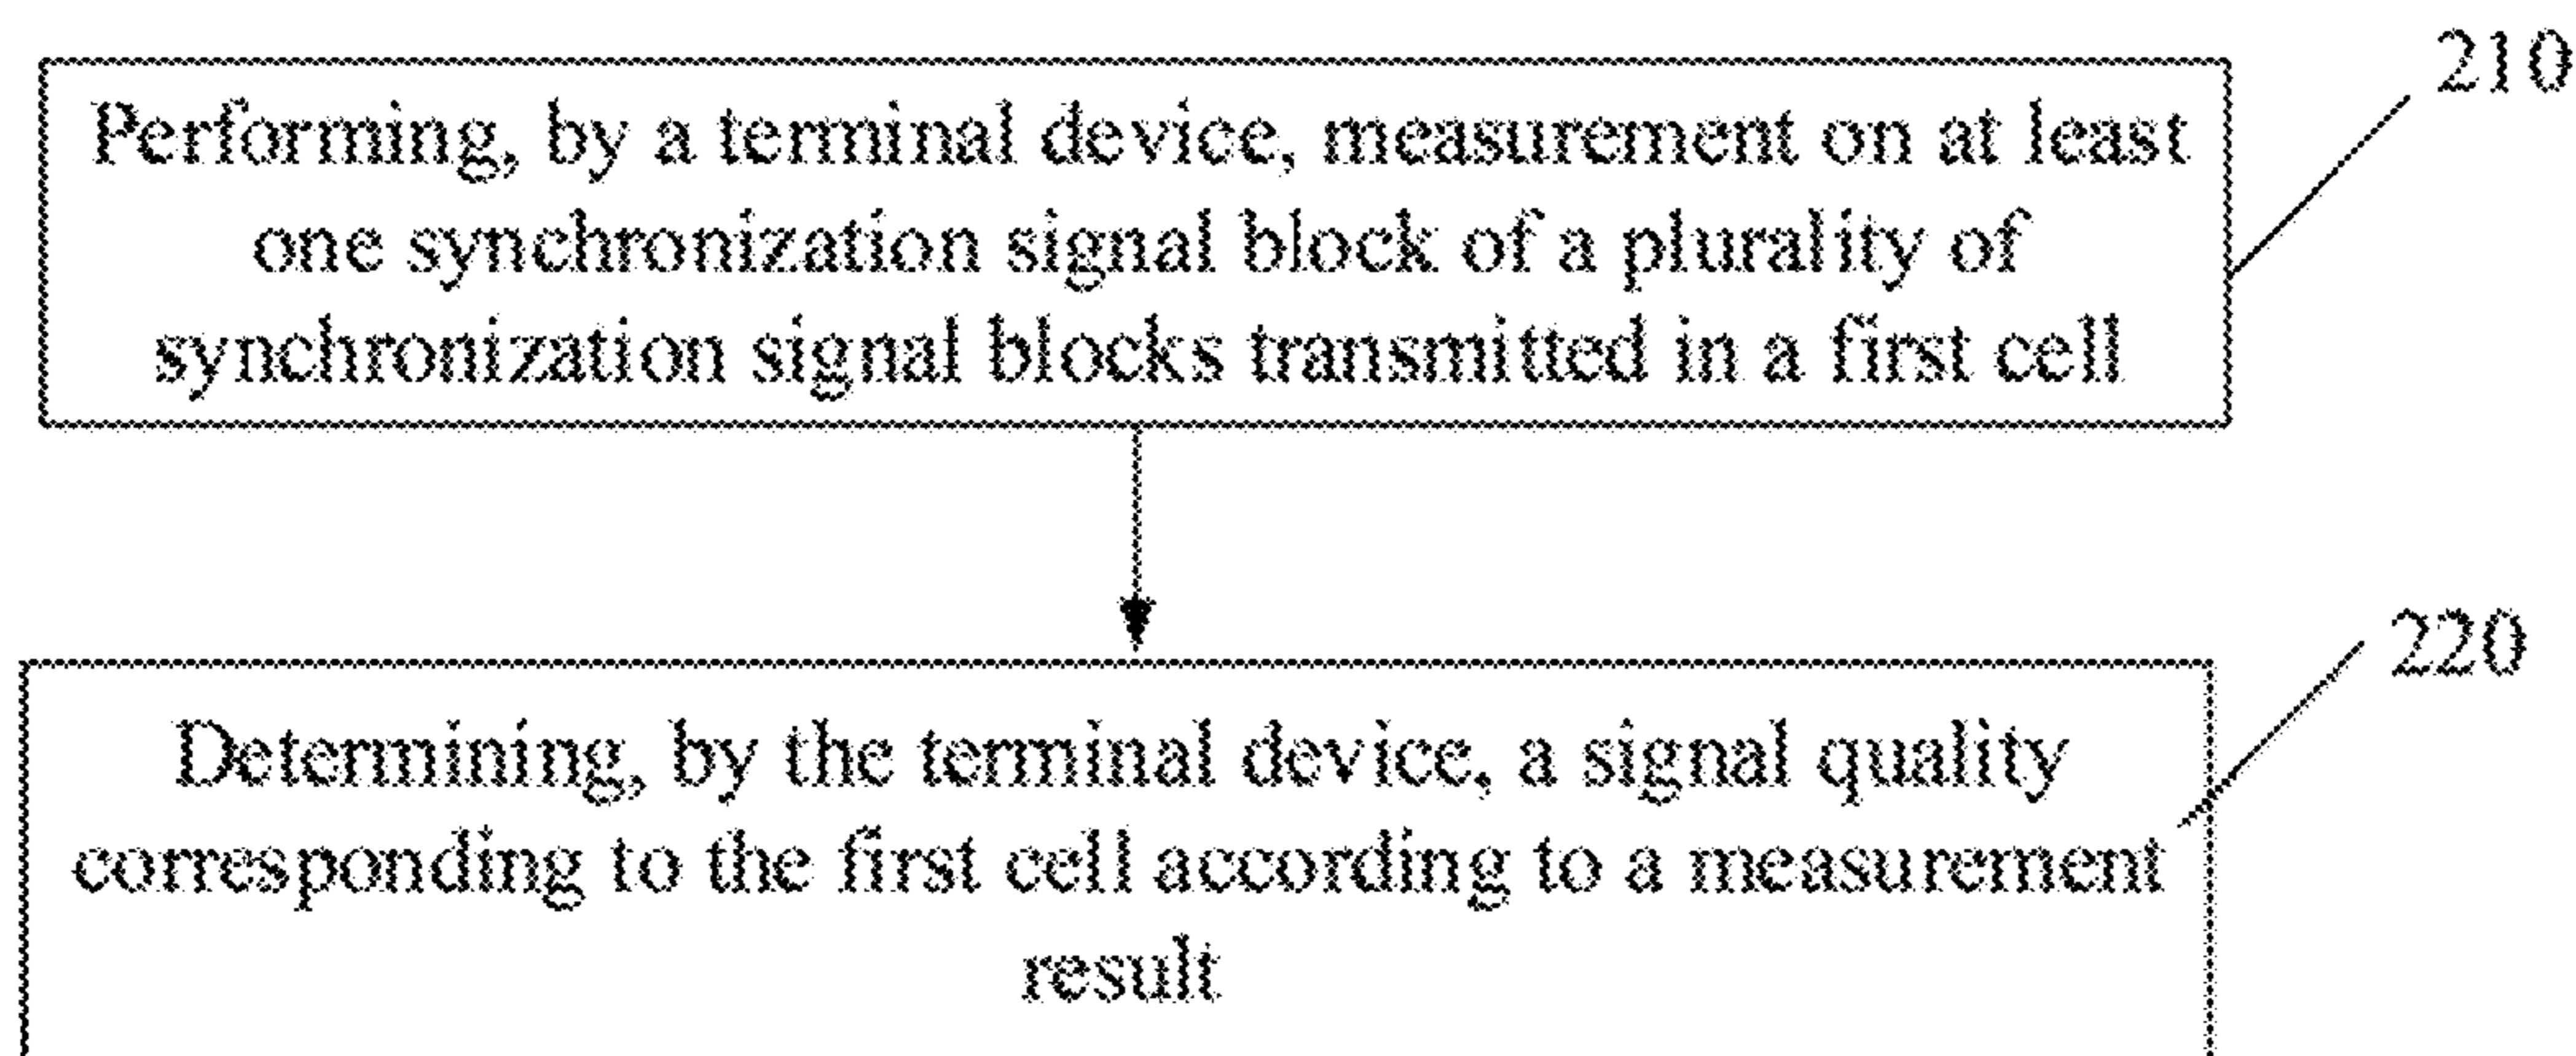 210
Performing, by a terminal device, measurement on at least
one synchronization signal block of a plurality of
synchronization signal blocks transmitted in a first cell
220
Determining, by the terminal device, a signal quality
corresponding to the first cell according to a measurement
result